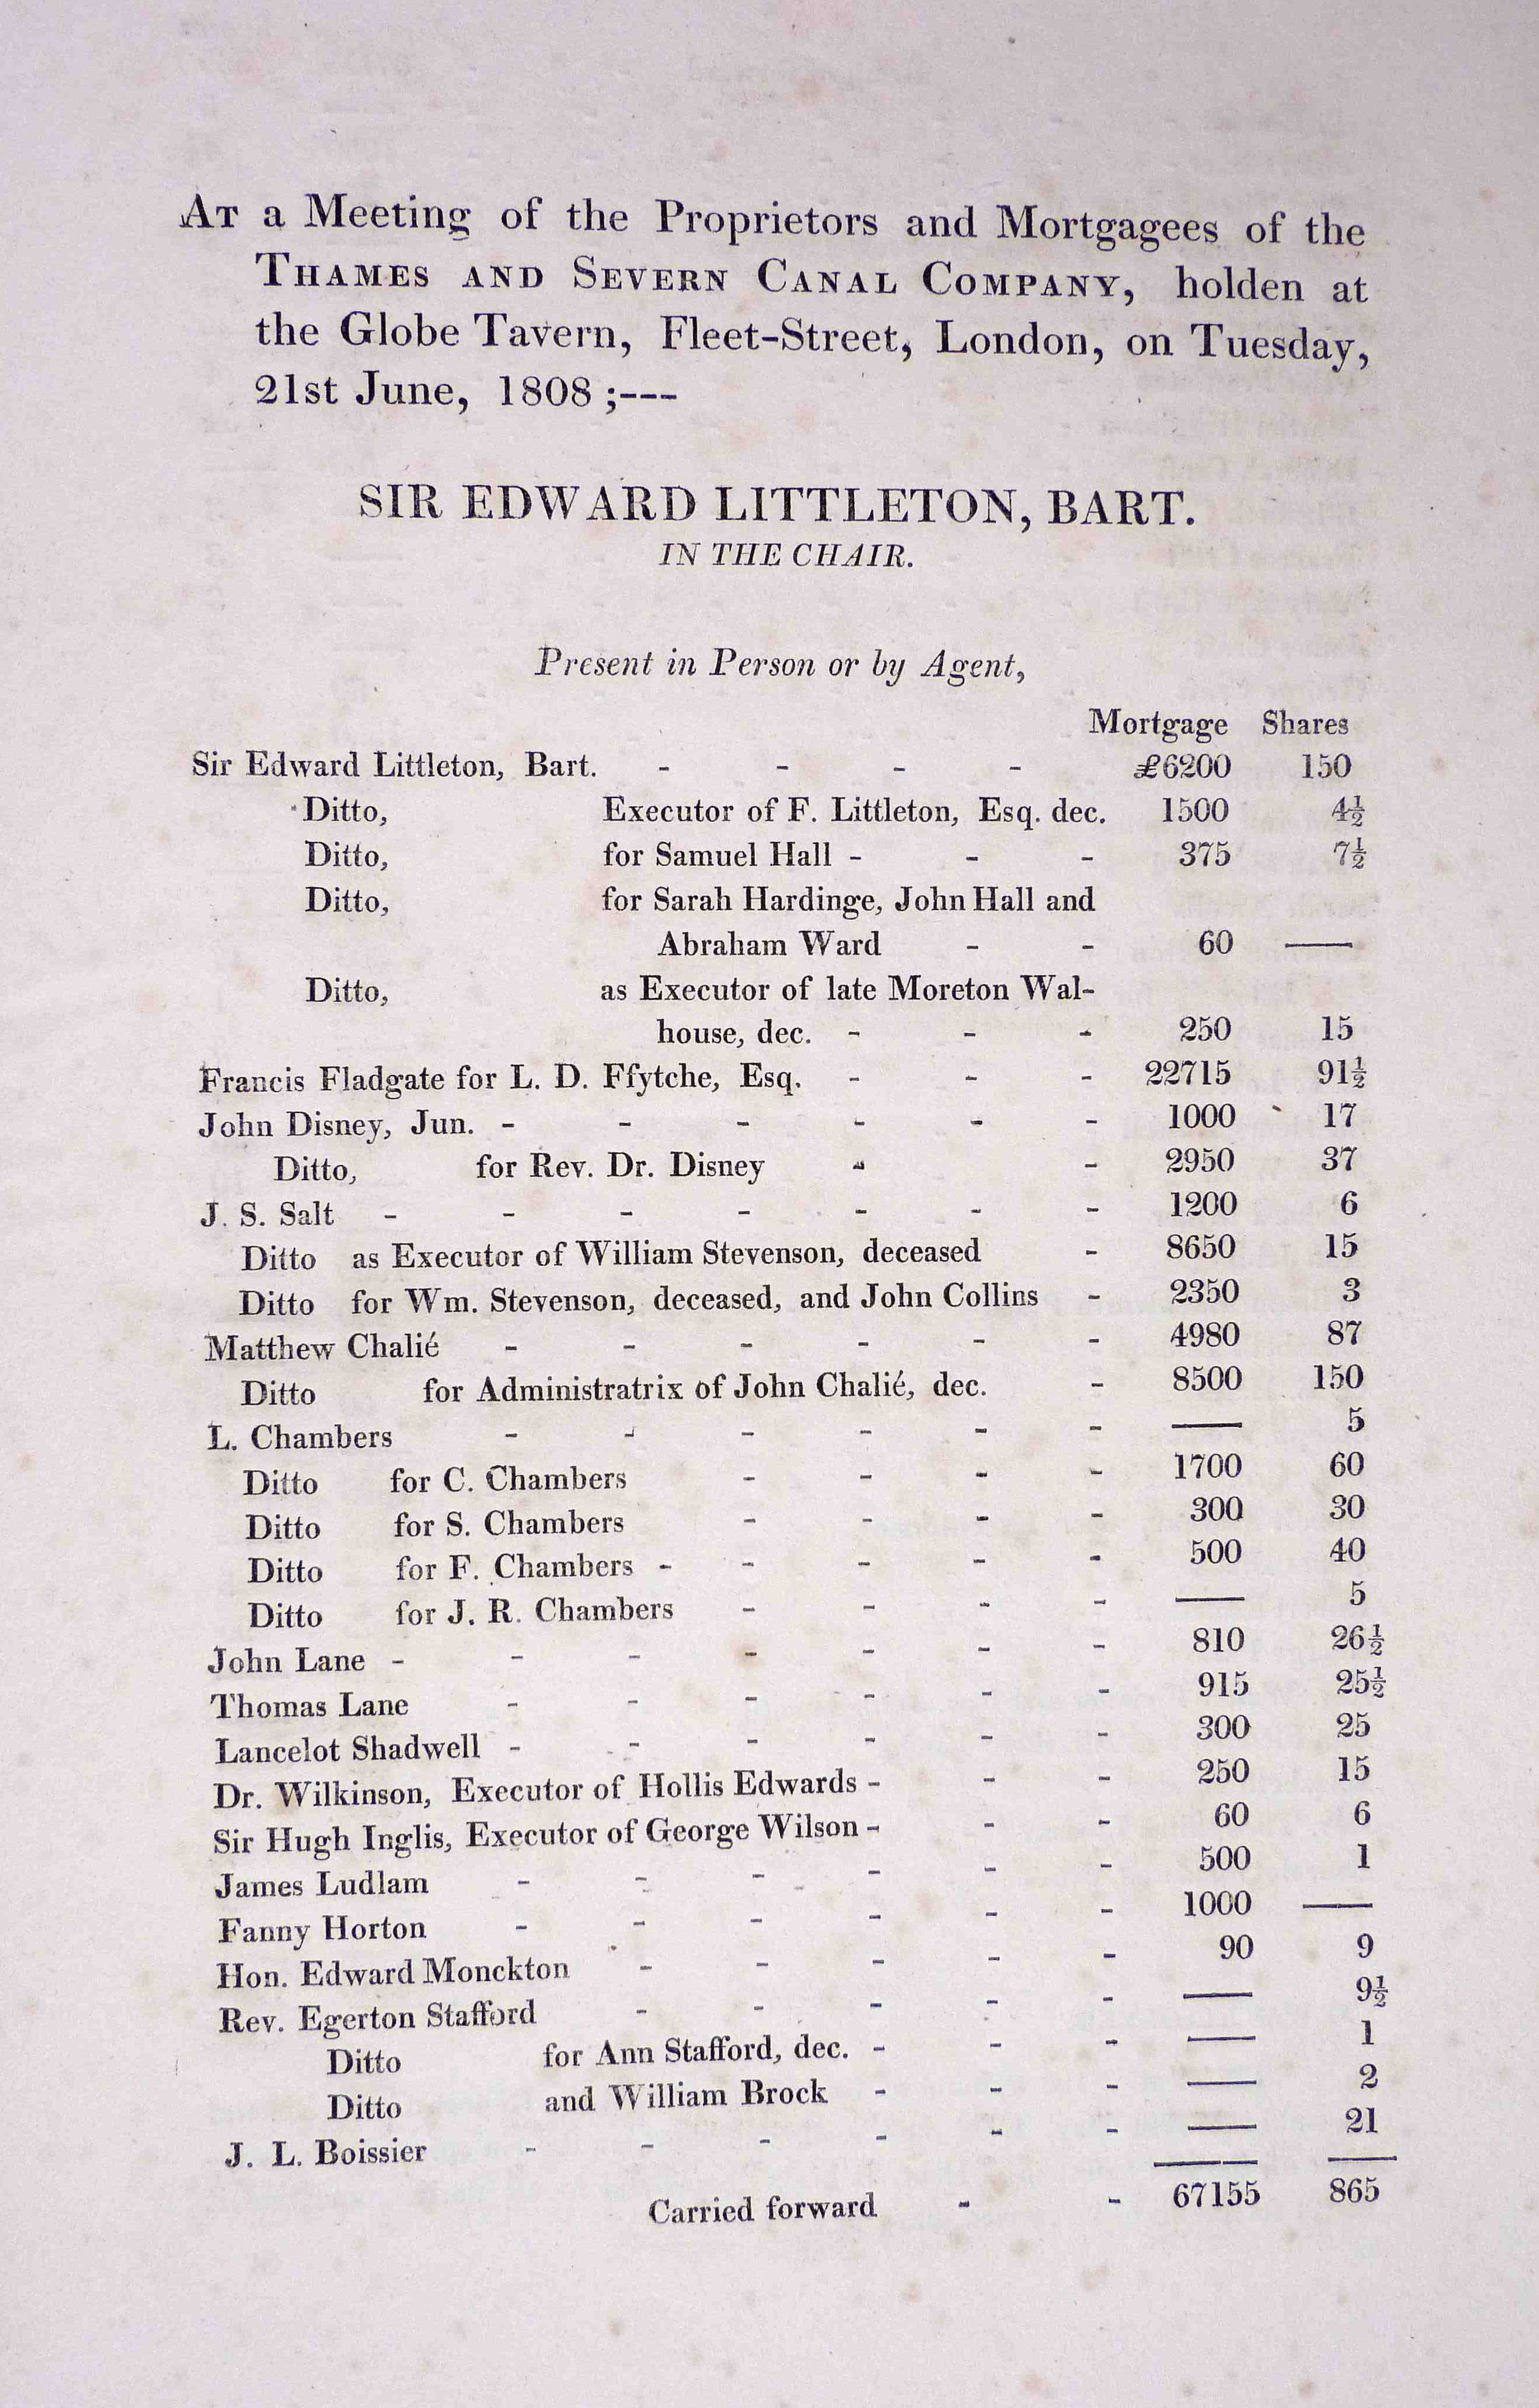 AT a Meeting of the Proprietors and Mortgagees of the
THAMES AND SEVERN CANAL COMPANY, holden at
the Globe Tavern, Fleet-Street, London, on Tuesday,
21st June, 1808 ;---
SIR EDWARD LITTLETON, BART.
IN THE CHAIR.
Present in Person or by Agent,
Mortgage Shares
Sir Edward Littleton, Bart. - - - - £6200 150
Ditto, Executor of F. Littleton, Esq. dec. 1500 4½
Ditto, for Samuel Hall - - - 375 7½
Ditto, for Sarah Hardinge, John Hall and
Abraham Ward - - 60 —
Ditto, as Executor of late Moreton Wal-
house, dec. - - - 250 15
Francis Fladgate for L. D. Ffytche, Esq. - - - 22715 91½
John Disney, Jun. - - - - - - 1000 17
Ditto, for Rev. Dr. Disney - - 2950 37
J. S. Salt - - - - - - - 1200 6
Ditto as Executor of William Stevenson, deceased - 8650 15
Ditto for Wm. Stevenson, deceased, and John Collins - 2350 3
Matthew Chalié - - - - - - 4980 87
Ditto for Administratrix of John Chalié, dec. - 8500 150
L. Chambers - - - - - - — 5
Ditto for C. Chambers - - - - 1700 60
Ditto for S. Chambers - - - - 300 30
Ditto for F. Chambers - - - - - 500 40
Ditto for J. R. Chambers - - - - — 5
John Lane - - - - - - - 810 26½
Thomas Lane - - - - - - 915 25½
Lancelot Shadwell - - - - - - 300 25
Dr. Wilkinson, Executor of Hollis Edwards - - - 250 15
Sir Hugh Inglis, Executor of George Wilson - - - 60 6
James Ludlam - - - - - - 500 1
Fanny Horton - - - - - - 1000 —
Hon. Edward Monckton - - - - - 90 9
Rev. Egerton Stafford - - - - - — 9½
Ditto for Ann Stafford, dec. - - - — 1
Ditto and William Brock - - - — 2
J. L. Boissier - - - - - - — 21
Carried forward - - 67155 865